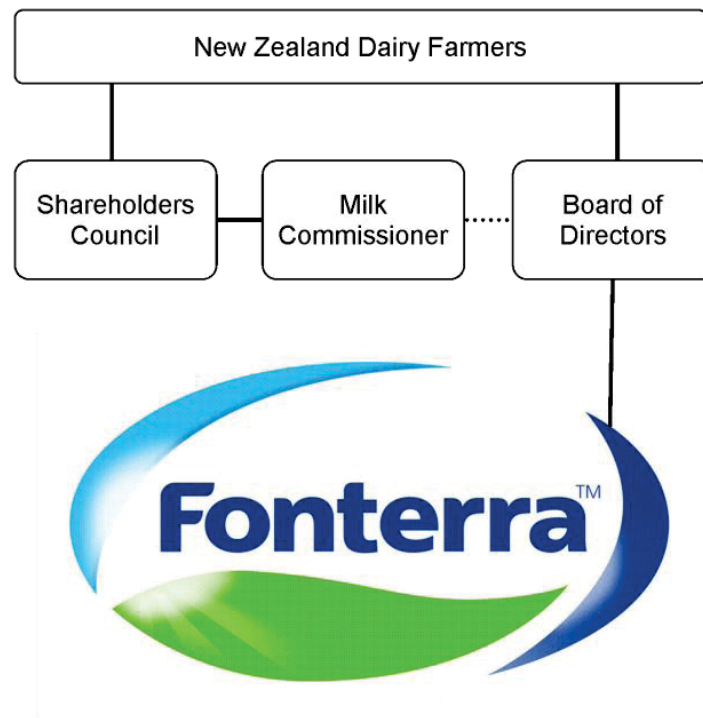 New Zealand Dairy Farmers
Shareholders
Council
Milk
Commissioner
Board of
Directors
Fonterra™